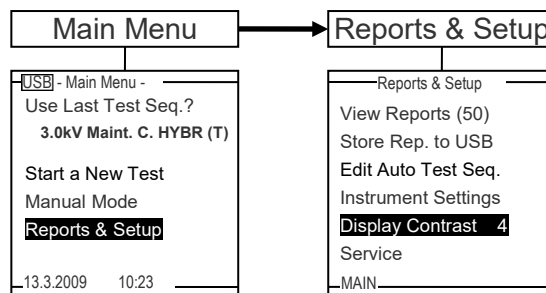 Main Menu
Reports & Setup
USB - Main Menu -
Use Last Test Seq.?
3.0kV Maint. C. HYBR (T)
Start a New Test
Manual Mode
Reports & Setup
13.3.2009 10:23
Reports & Setup
View Reports (50)
Store Rep. to USB
Edit Auto Test Seq.
Instrument Settings
Display Contrast 4
Service
MAIN